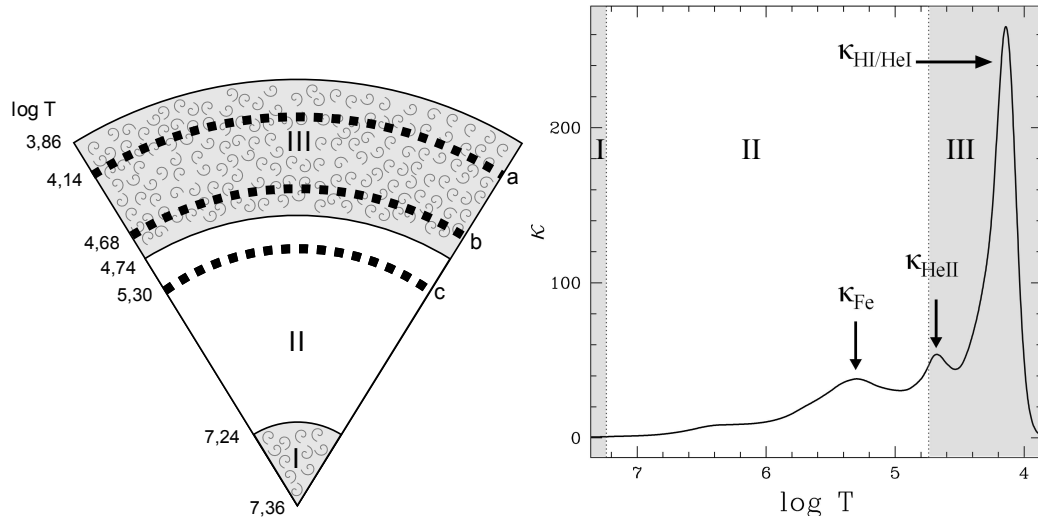 log T
3,86
4,14
4,68
4,74
5,30
7,24
7,36
III
II
I
a
b
c
κHI/HeI
κHeII
κFe
I
II
III
200
100
0
κ
7
6
5
4
log T